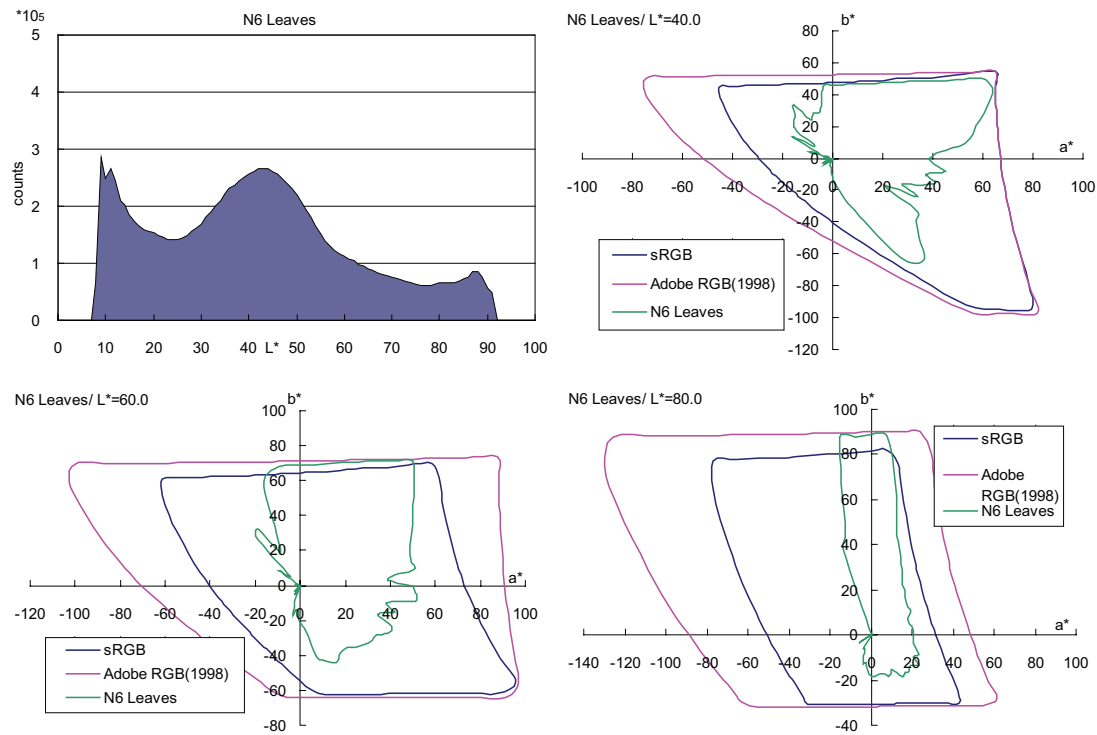 *10₅
N6 Leaves
5
4
3
2
1
0
counts
0 10 20 30 40 L* 50 60 70 80 90 100
N6 Leaves/ L*=40.0
b*
80
60
40
20
0
-20
-40
-60
-80
-100
-120
a*
-100 -80 -60 -40 -20 0 20 40 60 80 100
sRGB
Adobe RGB(1998)
N6 Leaves
N6 Leaves/ L*=60.0
b*
100
80
60
40
20
0
-20
-40
-60
-80
a*
-120 -100 -80 -60 -40 -20 0 20 40 60 80 100
sRGB
Adobe RGB(1998)
N6 Leaves
N6 Leaves/ L*=80.0
b*
100
80
60
40
20
0
-20
-40
a*
-140 -120 -100 -80 -60 -40 -20 0 20 40 60 80 100
sRGB
Adobe
RGB(1998)
N6 Leaves